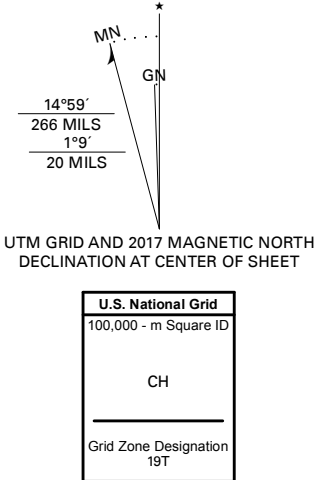 ★
MN
GN
14°59´
266 MILS
1°9´
20 MILS
UTM GRID AND 2017 MAGNETIC NORTH
DECLINATION AT CENTER OF SHEET
U.S. National Grid
100,000 - m Square ID
CH
Grid Zone Designation
19T